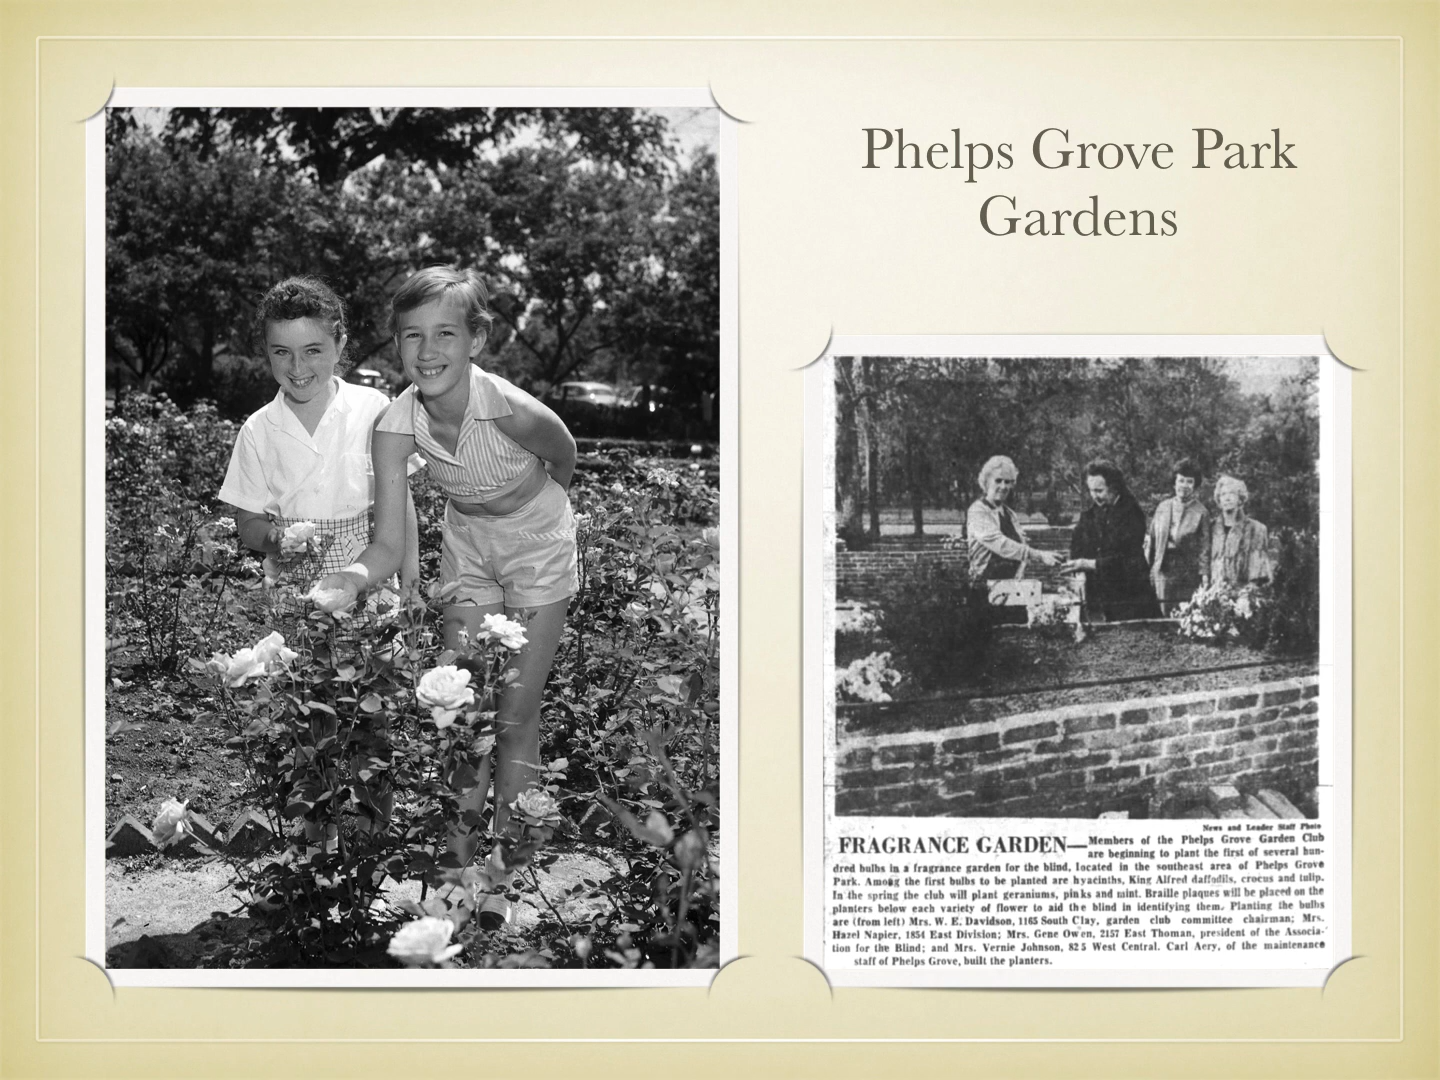 Phelps Grove Park
Gardens
News and Leader Staff Photo
FRAGRANCE GARDEN—Members of the Phelps Grove Garden Club
are beginning to plant the first of several hun-
dred bulbs in a fragrance garden for the blind, located in the southeast area of Phelps Grove
Park. Among the first bulbs to be planted are hyacinths, King Alfred daffodils, crocus and tulip.
In the spring the club will plant geraniums, pinks and mint. Braille plaques will be placed on the
planters below each variety of flower to aid the blind in identifying them. Planting the bulbs
are (from left) Mrs. W. E. Davidson, 1165 South Clay, garden club committee chairman; Mrs.
Hazel Napier, 1854 East Division; Mrs. Gene Owen, 2157 East Thoman, president of the Associa-
tion for the Blind; and Mrs. Vernie Johnson, 825 West Central. Carl Aery, of the maintenance
staff of Phelps Grove, built the planters.